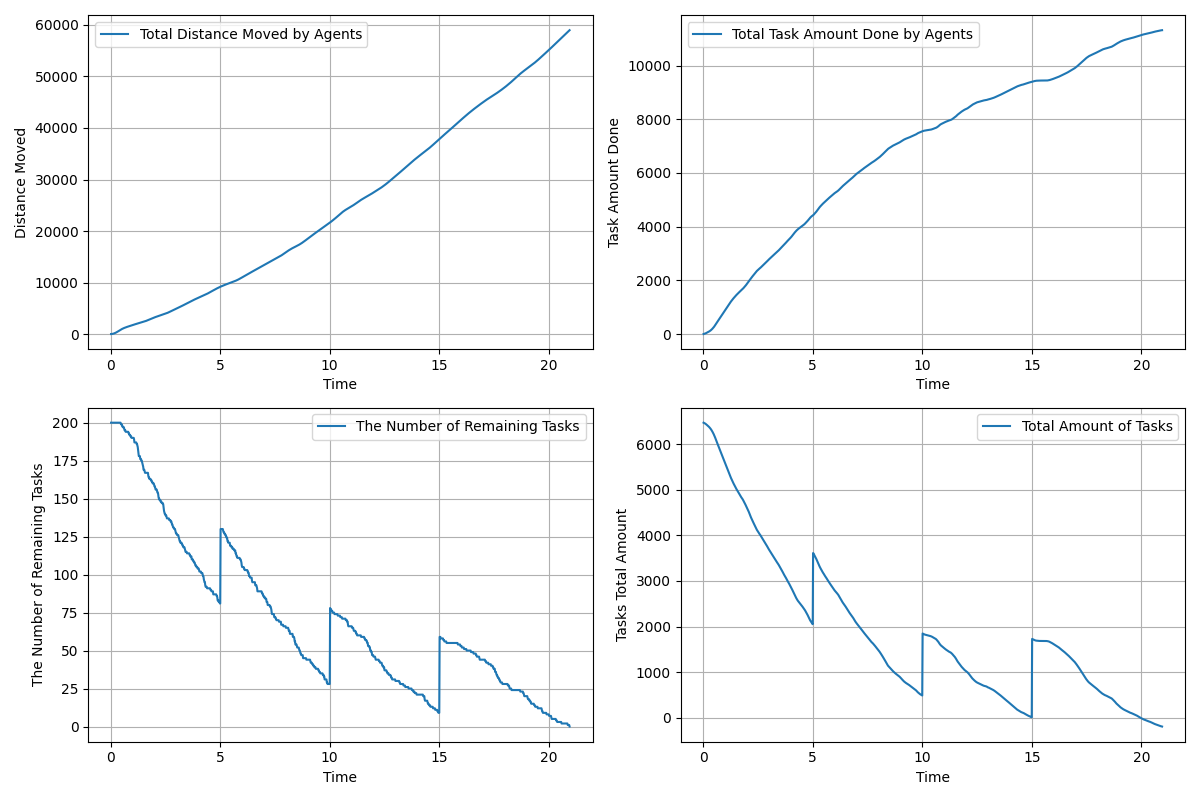 Total Distance Moved by Agents
60000
50000
40000
30000
20000
10000
0
Distance Moved
0 5 10 15 20
Time
Total Task Amount Done by Agents
10000
8000
6000
4000
2000
0
Task Amount Done
0 5 10 15 20
Time
The Number of Remaining Tasks
200
175
150
125
100
75
50
25
0
The Number of Remaining Tasks
0 5 10 15 20
Time
Total Amount of Tasks
6000
5000
4000
3000
2000
1000
0
Tasks Total Amount
0 5 10 15 20
Time